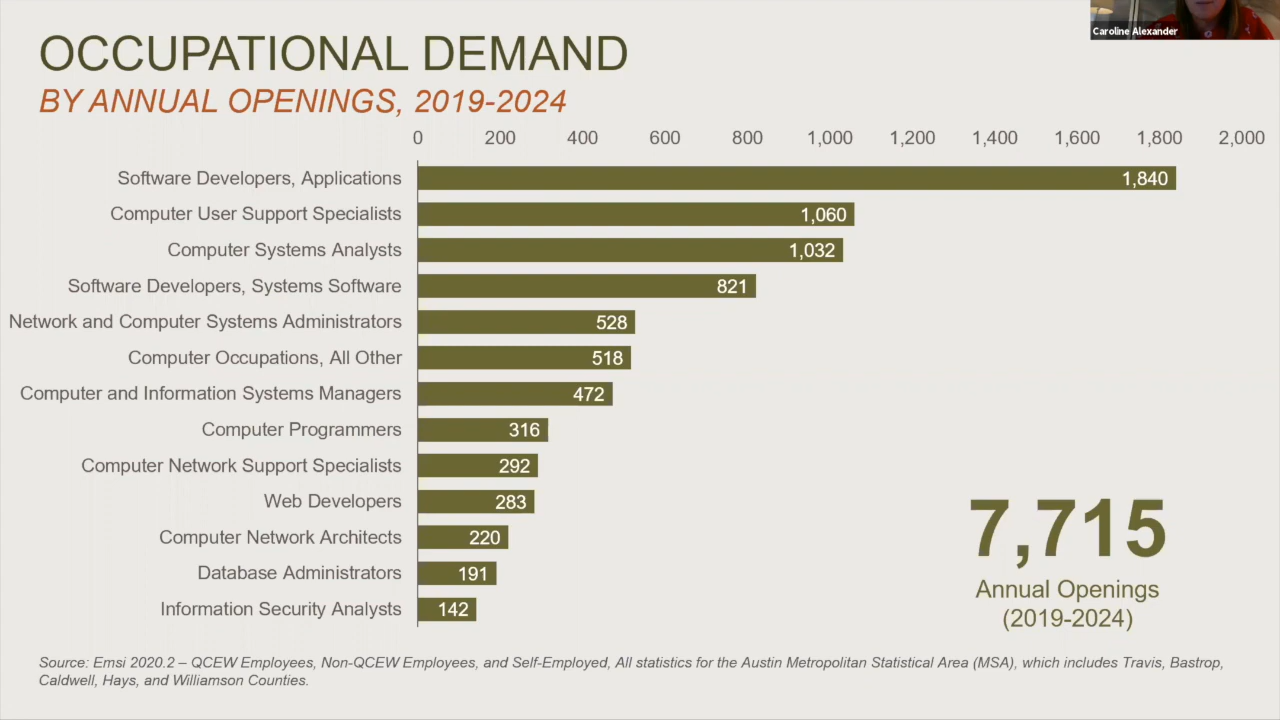 Caroline Alexander
OCCUPATIONAL DEMAND
BY ANNUAL OPENINGS, 2019-2024
0 200 400 600 800 1,000 1,200 1,400 1,600 1,800 2,000
Software Developers, Applications 1,840
Computer User Support Specialists 1,060
Computer Systems Analysts 1,032
Software Developers, Systems Software 821
Network and Computer Systems Administrators 528
Computer Occupations, All Other 518
Computer and Information Systems Managers 472
Computer Programmers 316
Computer Network Support Specialists 292
Web Developers 283
Computer Network Architects 220
Database Administrators 191
Information Security Analysts 142
7,715
Annual Openings
(2019-2024)
Source: Emsi 2020.2 – QCEW Employees, Non-QCEW Employees, and Self-Employed, All statistics for the Austin Metropolitan Statistical Area (MSA), which includes Travis, Bastrop,
Caldwell, Hays, and Williamson Counties.